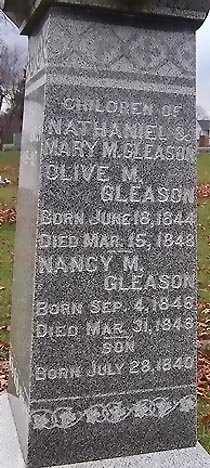 CHILDREN OF
NATHANIEL &
MARY M. GLEASON
OLIVE M.
GLEASON
BORN JUNE 18, 1844
DIED MAR. 15, 1848
NANCY M.
GLEASON
BORN SEP. 4, 1846
DIED MAR. 31, 1848
SON
BORN JULY 28, 1840